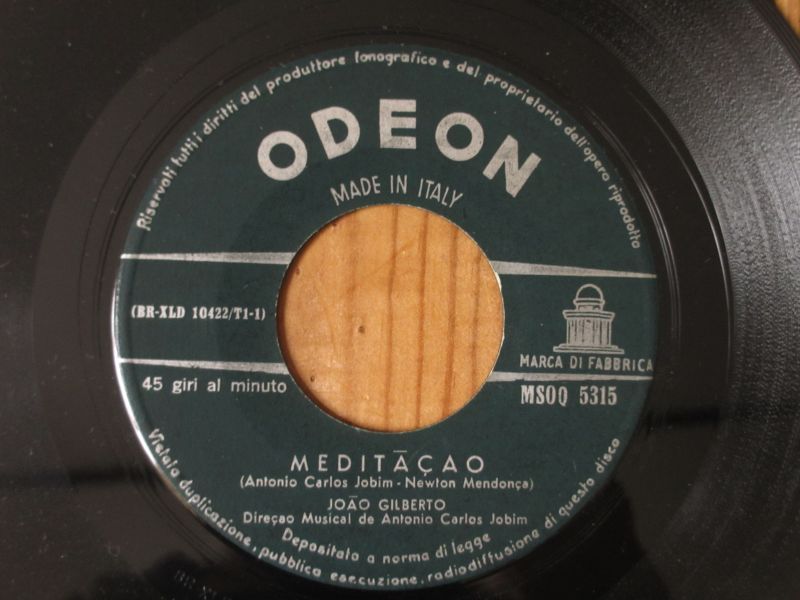 Riservati tutti i diritti del produttore fonografico e del proprietario dell'opera riprodotta
ODEON
MADE IN ITALY
(BR-XLD 10422/T1-1)
MARCA DI FABBRICA
45 giri al minuto
MSOQ 5315
MEDITĀÇAO
(Antonio Carlos Jobim - Newton Mendonça)
JOÃO GILBERTO
Direçao Musical de Antonio Carlos Jobim
Depositato a norma di legge
Vietata duplicazione, pubblica esecuzione, radiodiffusione di questo disco